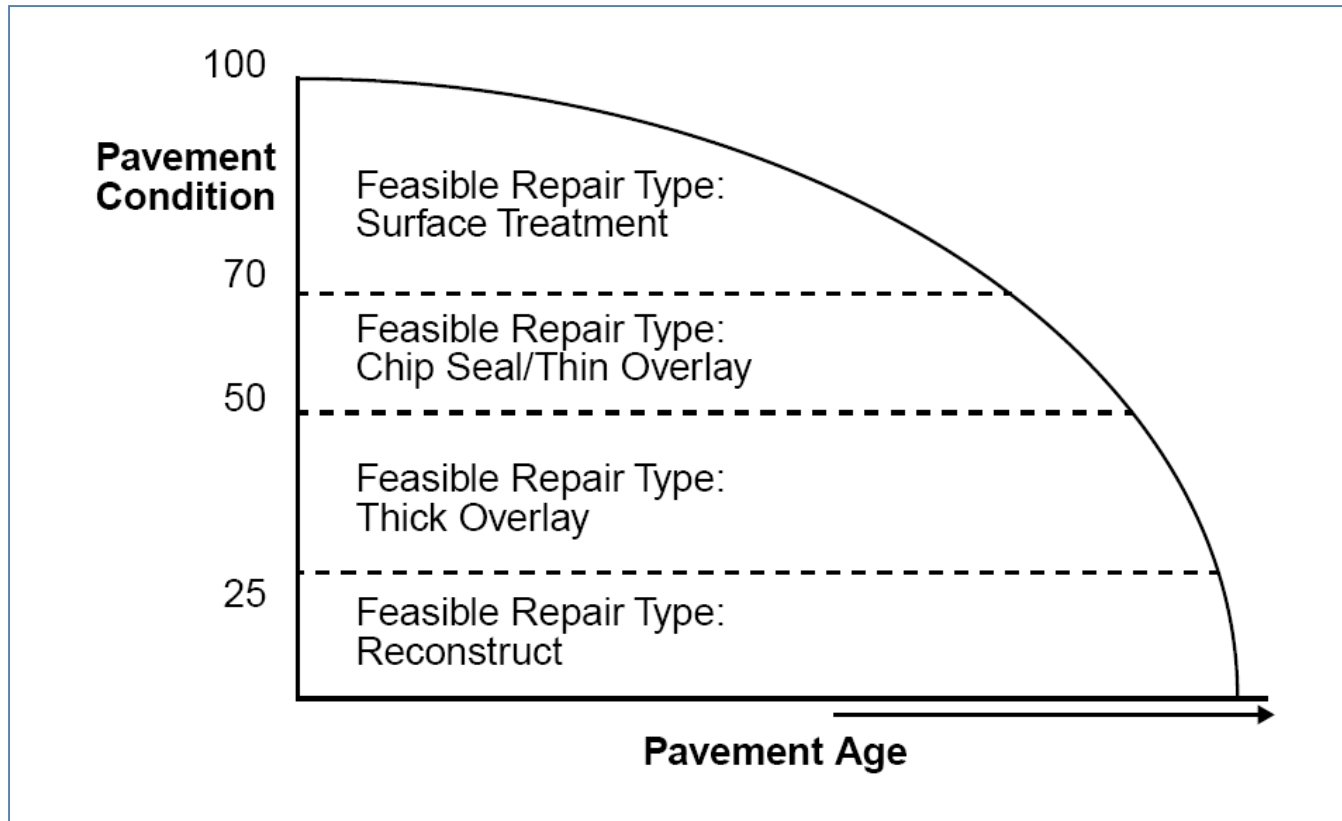 100
Pavement
Condition
Feasible Repair Type:
Surface Treatment
70
Feasible Repair Type:
Chip Seal/Thin Overlay
50
Feasible Repair Type:
Thick Overlay
25
Feasible Repair Type:
Reconstruct
Pavement Age